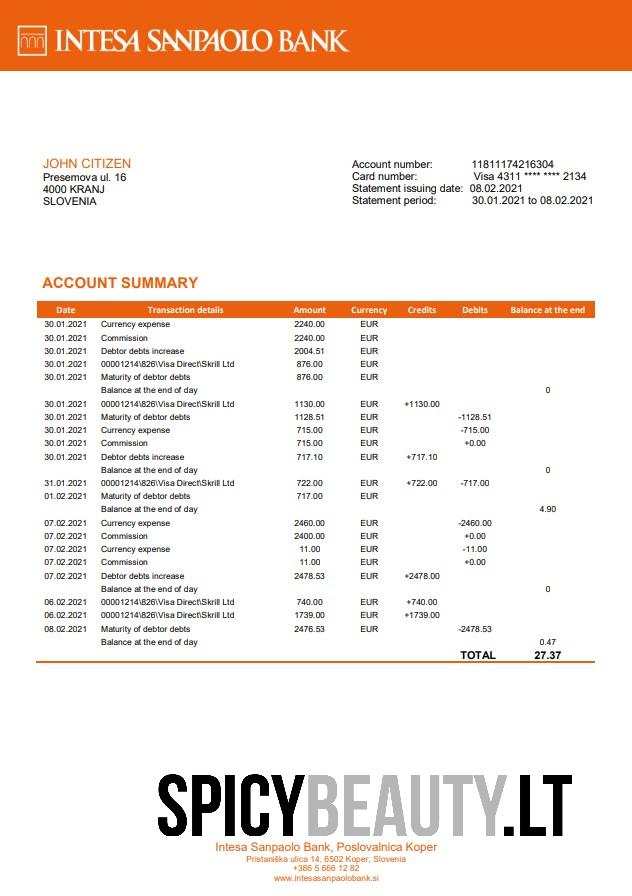 INTESA SANPAOLO BANK
JOHN CITIZEN
Presemova ul. 16
4000 KRANJ
SLOVENIA
Account number: 11811174216304
Card number: Visa 4311 **** **** 2134
Statement issuing date: 08.02.2021
Statement period: 30.01.2021 to 08.02.2021
ACCOUNT SUMMARY
Date Transaction details Amount Currency Credits Debits Balance at the end
30.01.2021 Currency expense 2240.00 EUR
30.01.2021 Commission 2240.00 EUR
30.01.2021 Debtor debts increase 2004.51 EUR
30.01.2021 00001214\826\Visa Direct\Skrill Ltd 876.00 EUR
30.01.2021 Maturity of debtor debts 876.00 EUR
Balance at the end of day 0
30.01.2021 00001214\826\Visa Direct\Skrill Ltd 1130.00 EUR +1130.00
30.01.2021 Maturity of debtor debts 1128.51 EUR -1128.51
30.01.2021 Currency expense 715.00 EUR -715.00
30.01.2021 Commission 715.00 EUR +0.00
30.01.2021 Debtor debts increase 717.10 EUR +717.10
Balance at the end of day 0
31.01.2021 00001214\826\Visa Direct\Skrill Ltd 722.00 EUR +722.00 -717.00
01.02.2021 Maturity of debtor debts 717.00 EUR
Balance at the end of day 4.90
07.02.2021 Currency expense 2460.00 EUR -2460.00
07.02.2021 Commission 2400.00 EUR +0.00
07.02.2021 Currency expense 11.00 EUR -11.00
07.02.2021 Commission 11.00 EUR +0.00
07.02.2021 Debtor debts increase 2478.53 EUR +2478.00
Balance at the end of day 0
06.02.2021 00001214\826\Visa Direct\Skrill Ltd 740.00 EUR +740.00
06.02.2021 00001214\826\Visa Direct\Skrill Ltd 1739.00 EUR +1739.00
08.02.2021 Maturity of debtor debts 2476.53 EUR -2478.53
Balance at the end of day 0.47
TOTAL 27.37
SPICYBEAUTY.LT
Intesa Sanpaolo Bank, Poslovalnica Koper
Pristaniška ulica 14, 6502 Koper, Slovenia
+386 5 666 12 82
www.intesasanpaolobank.si